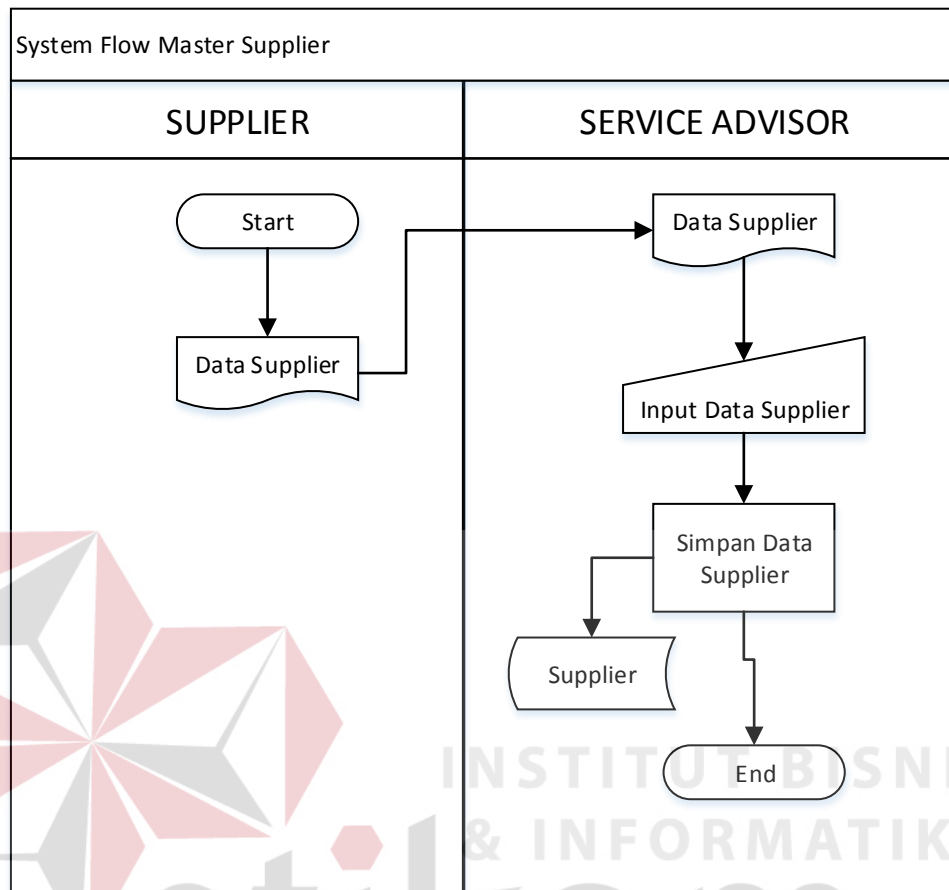 System Flow Master Supplier
SUPPLIER
SERVICE ADVISOR
Start
Data Supplier
Data Supplier
Input Data Supplier
Simpan Data
Supplier
Supplier
End
INSTITUT BISNI
& INFORMATIK